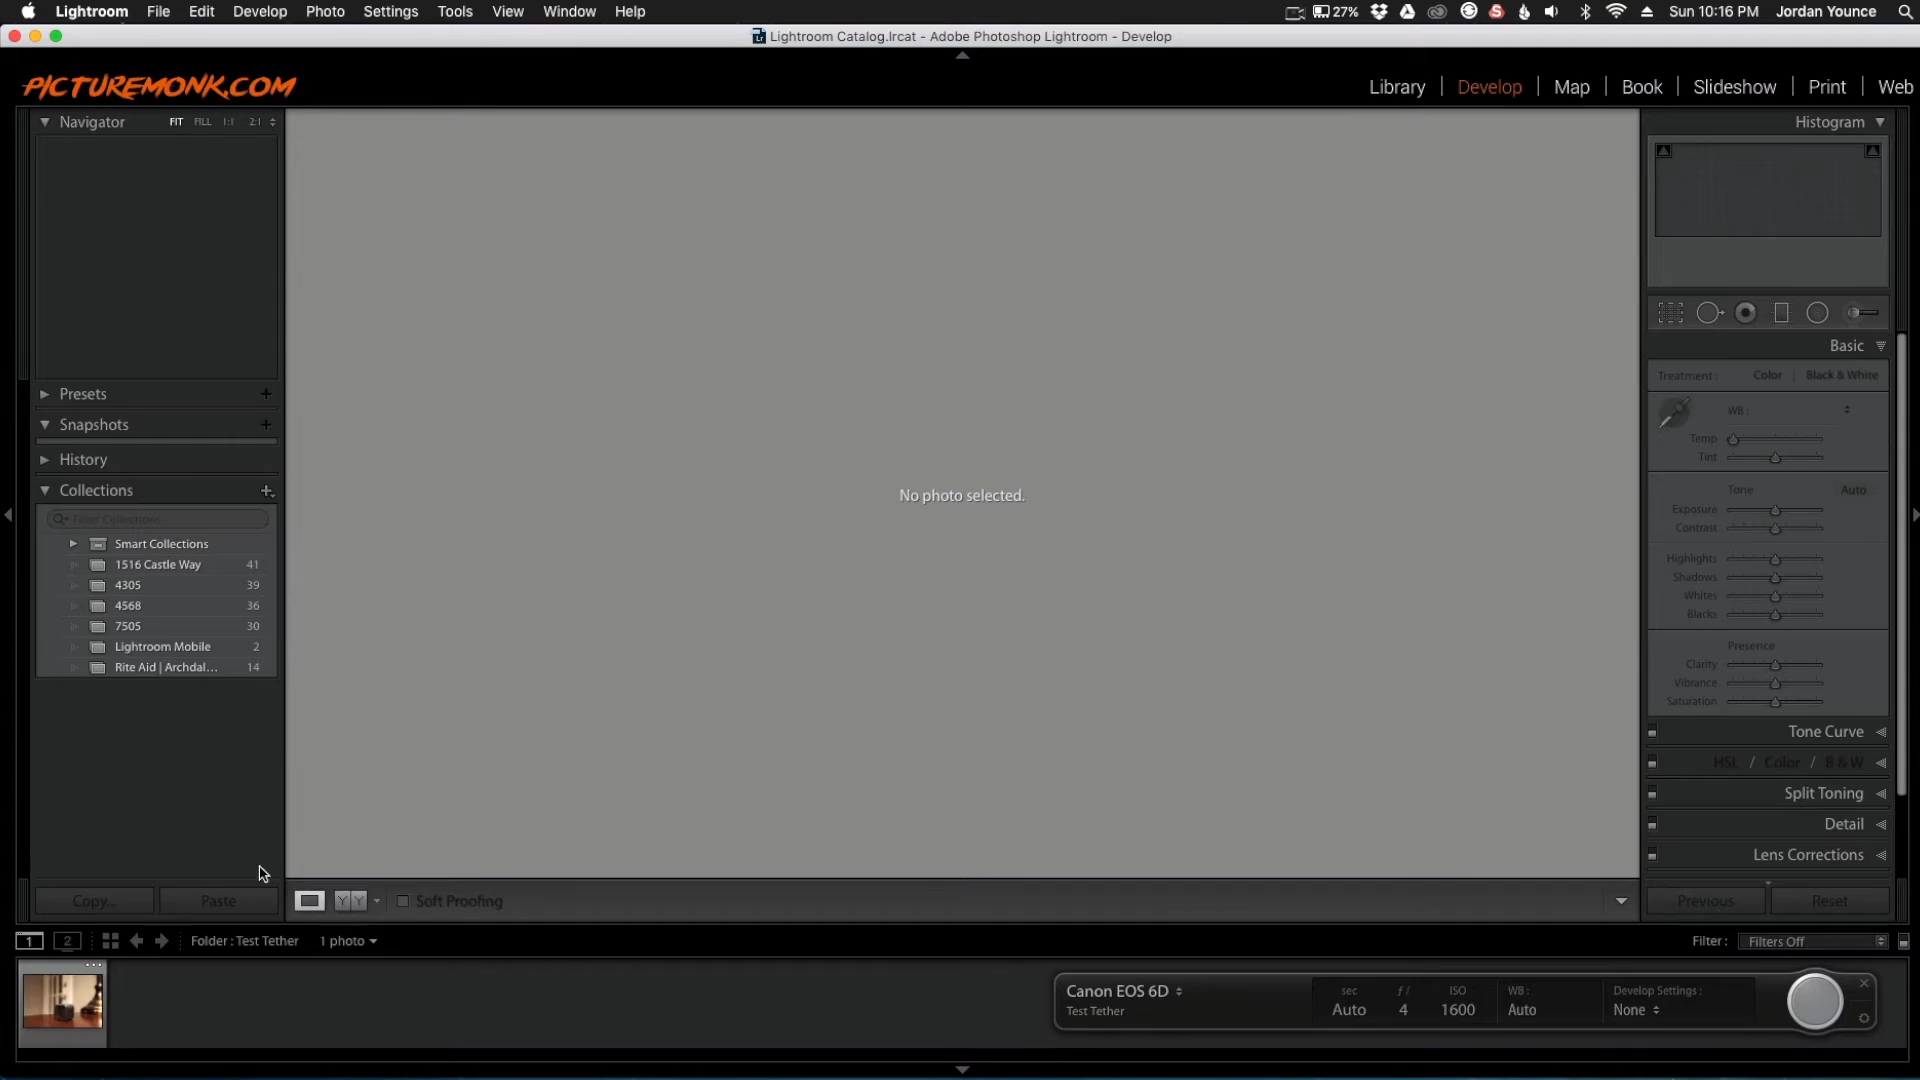 Lightroom File Edit Develop Photo Settings Tools View Window Help 27% Sun 10:16 PM Jordan Younce
Lightroom Catalog.lrcat - Adobe Photoshop Lightroom - Develop
PICTUREMONK.COM
Library | Develop | Map | Book | Slideshow | Print | Web
Navigator FIT FILL 1:1 2:1
Presets +
Snapshots +
History
Collections +
Filter Collections
Smart Collections
1516 Castle Way 41
4305 39
4568 36
7505 30
Lightroom Mobile 2
Rite Aid | Archdal... 14
Copy... Paste
No photo selected.
Y Y Soft Proofing
Histogram
Basic
Treatment : Color | Black & White
WB :
Temp
Tint
Tone Auto
Exposure
Contrast
Highlights
Shadows
Whites
Blacks
Presence
Clarity
Vibrance
Saturation
Tone Curve
HSL / Color / B & W
Split Toning
Detail
Lens Corrections
Previous Reset
1 2 Folder : Test Tether 1 photo
Filter : Filters Off
Canon EOS 6D
Test Tether
sec f / ISO WB : Develop Settings :
Auto 4 1600 Auto None